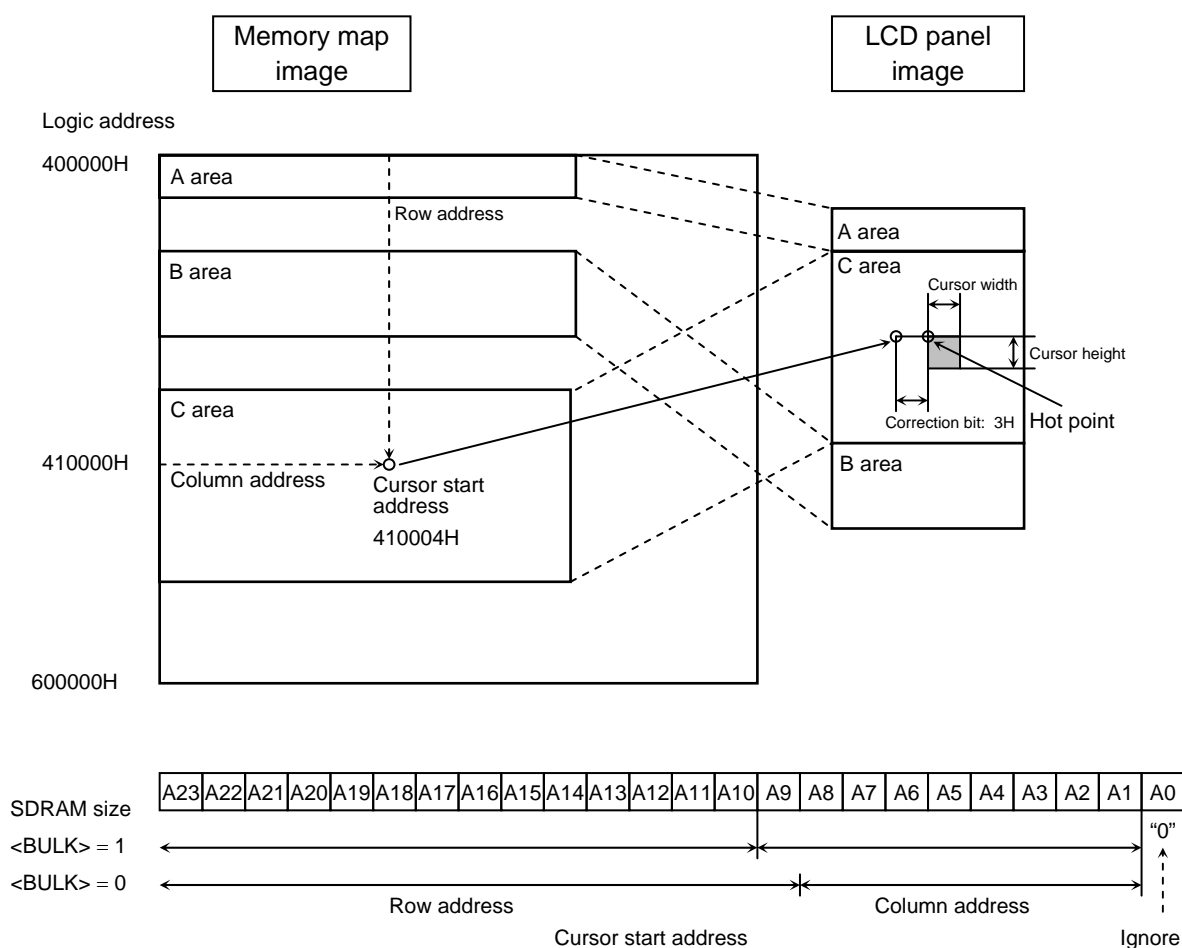 Memory map
image
LCD panel
image
Logic address
400000H
A area
Row address
A area
B area
C area
Cursor width
Cursor height
C area
Correction bit: 3H
Hot point
410000H
Column address
Cursor start
address
410004H
B area
600000H
A23 A22 A21 A20 A19 A18 A17 A16 A15 A14 A13 A12 A11 A10 A9 A8 A7 A6 A5 A4 A3 A2 A1 A0
SDRAM size
“0”
<BULK> = 1
<BULK> = 0
Row address
Column address
Cursor start address
Ignore